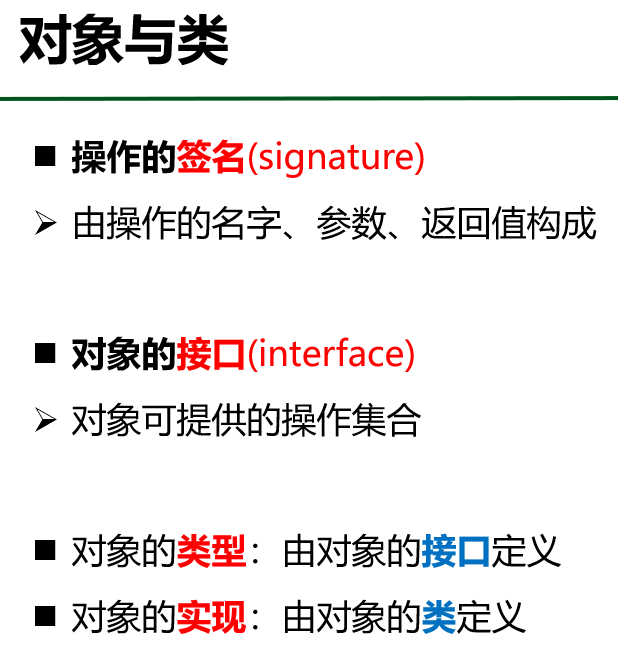 对象与类
■ 操作的签名(signature)
➢ 由操作的名字、参数、返回值构成
■ 对象的接口(interface)
➢ 对象可提供的操作集合
■ 对象的类型：由对象的接口定义
■ 对象的实现：由对象的类定义